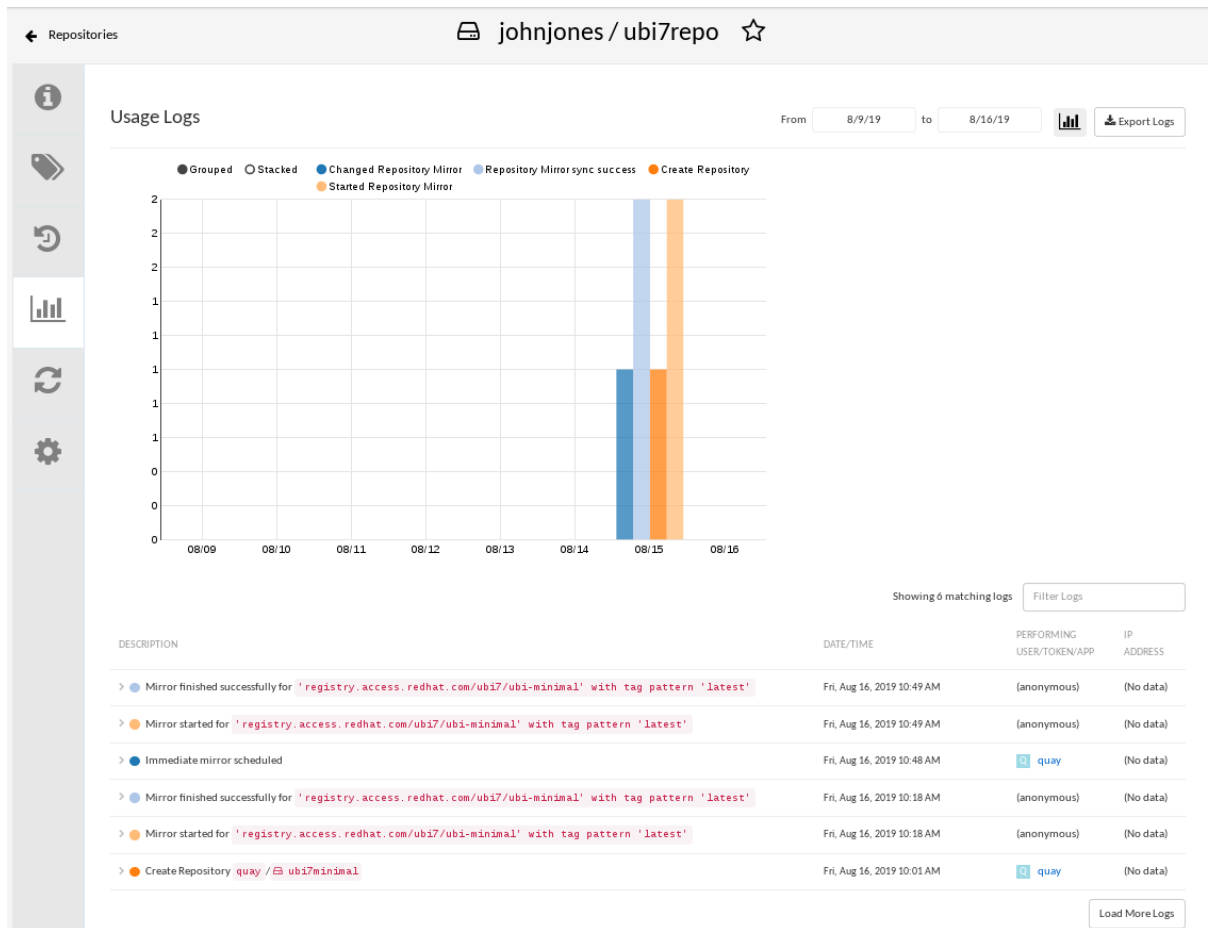 Repositories
johnjones / ubi7repo
Usage Logs
From 8/9/19 to 8/16/19 Export Logs
Grouped Stacked Changed Repository Mirror Repository Mirror sync success Create Repository
Started Repository Mirror
2
2
2
1
1
1
1
1
0
0
0
08/09 08/10 08/11 08/12 08/13 08/14 08/15 08/16
Showing 6 matching logs Filter Logs
DESCRIPTION DATE/TIME PERFORMING USER/TOKEN/APP IP ADDRESS
Mirror finished successfully for 'registry.access.redhat.com/ubi7/ubi-minimal' with tag pattern 'latest' Fri, Aug 16, 2019 10:49 AM (anonymous) (No data)
Mirror started for 'registry.access.redhat.com/ubi7/ubi-minimal' with tag pattern 'latest' Fri, Aug 16, 2019 10:49 AM (anonymous) (No data)
Immediate mirror scheduled Fri, Aug 16, 2019 10:48 AM Q quay (No data)
Mirror finished successfully for 'registry.access.redhat.com/ubi7/ubi-minimal' with tag pattern 'latest' Fri, Aug 16, 2019 10:18 AM (anonymous) (No data)
Mirror started for 'registry.access.redhat.com/ubi7/ubi-minimal' with tag pattern 'latest' Fri, Aug 16, 2019 10:18 AM (anonymous) (No data)
Create Repository quay / ubi7minimal Fri, Aug 16, 2019 10:01 AM Q quay (No data)
Load More Logs